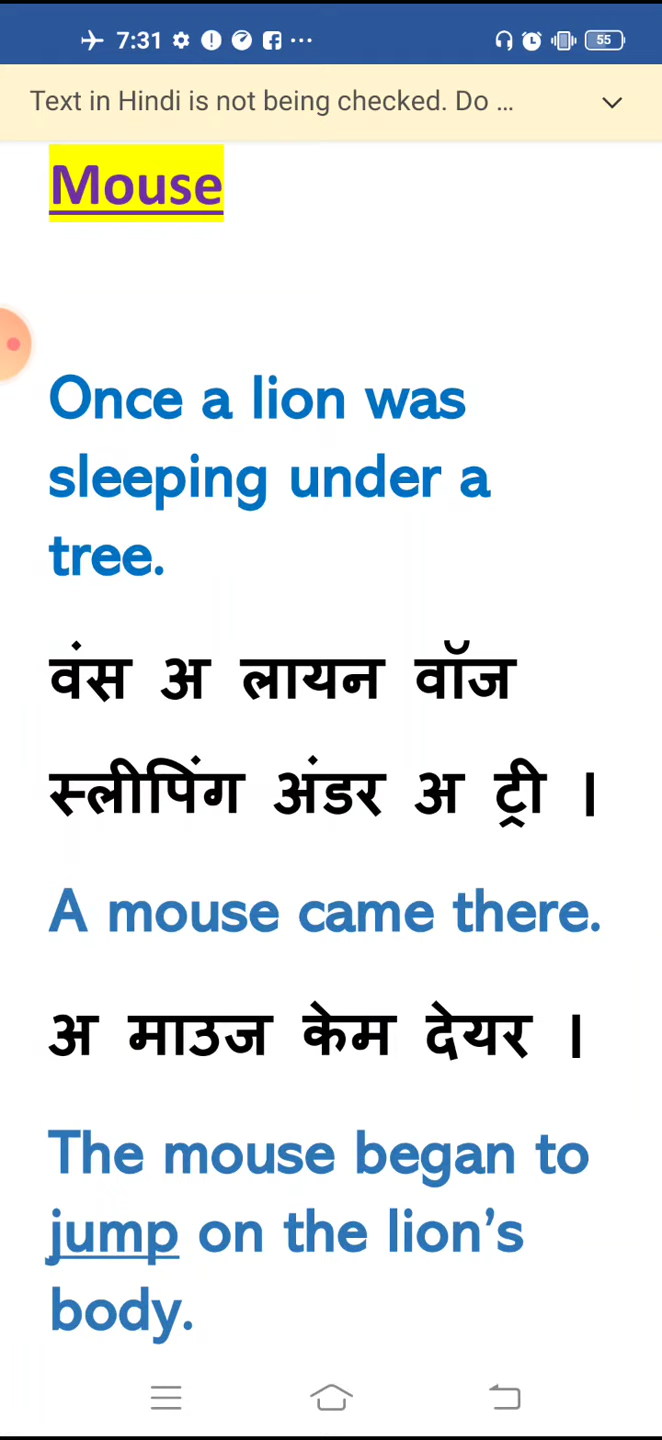 7:31
55
Text in Hindi is not being checked. Do ...
Mouse
Once a lion was
sleeping under a
tree.
वंस अ लायन वॉज
स्लीपिंग अंडर अ ट्री ।
A mouse came there.
अ माउज केम देयर ।
The mouse began to
jump on the lion's
body.